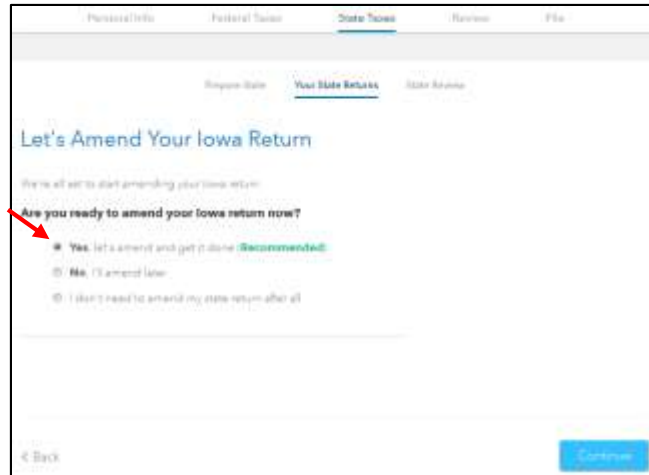 Personal Info Federal Taxes State Taxes Review File
Prepare State Your State Returns State Review
Let's Amend Your Iowa Return
We're all set to start amending your Iowa return
Are you ready to amend your Iowa return now?
Yes, let's amend and get it done (Recommended)
No, I'll amend later
I don't need to amend my state return after all
< Back Continue